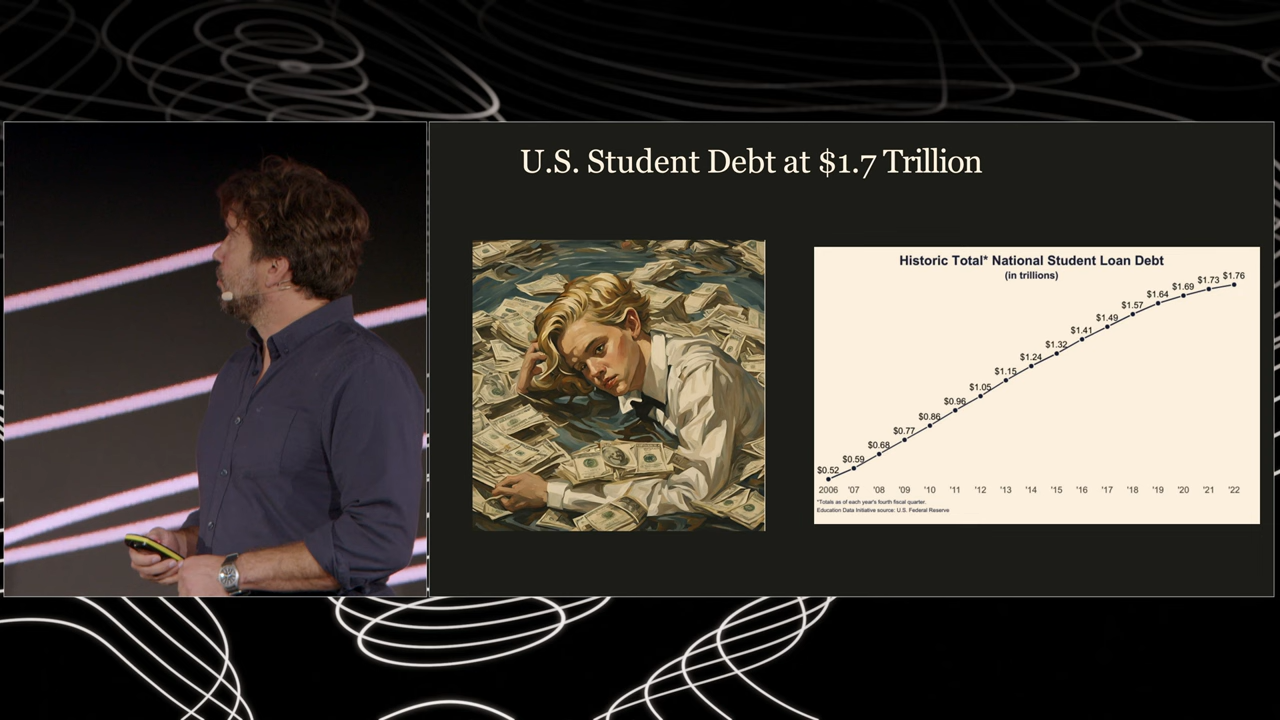 U.S. Student Debt at $1.7 Trillion
Historic Total* National Student Loan Debt
(in trillions)
$0.52
$0.59
$0.68
$0.77
$0.86
$0.96
$1.05
$1.15
$1.24
$1.32
$1.41
$1.49
$1.57
$1.64
$1.69
$1.73
$1.76
2006 '07 '08 '09 '10 '11 '12 '13 '14 '15 '16 '17 '18 '19 '20 '21 '22
*Totals as of each year's fourth fiscal quarter.
Education Data Initiative source: U.S. Federal Reserve